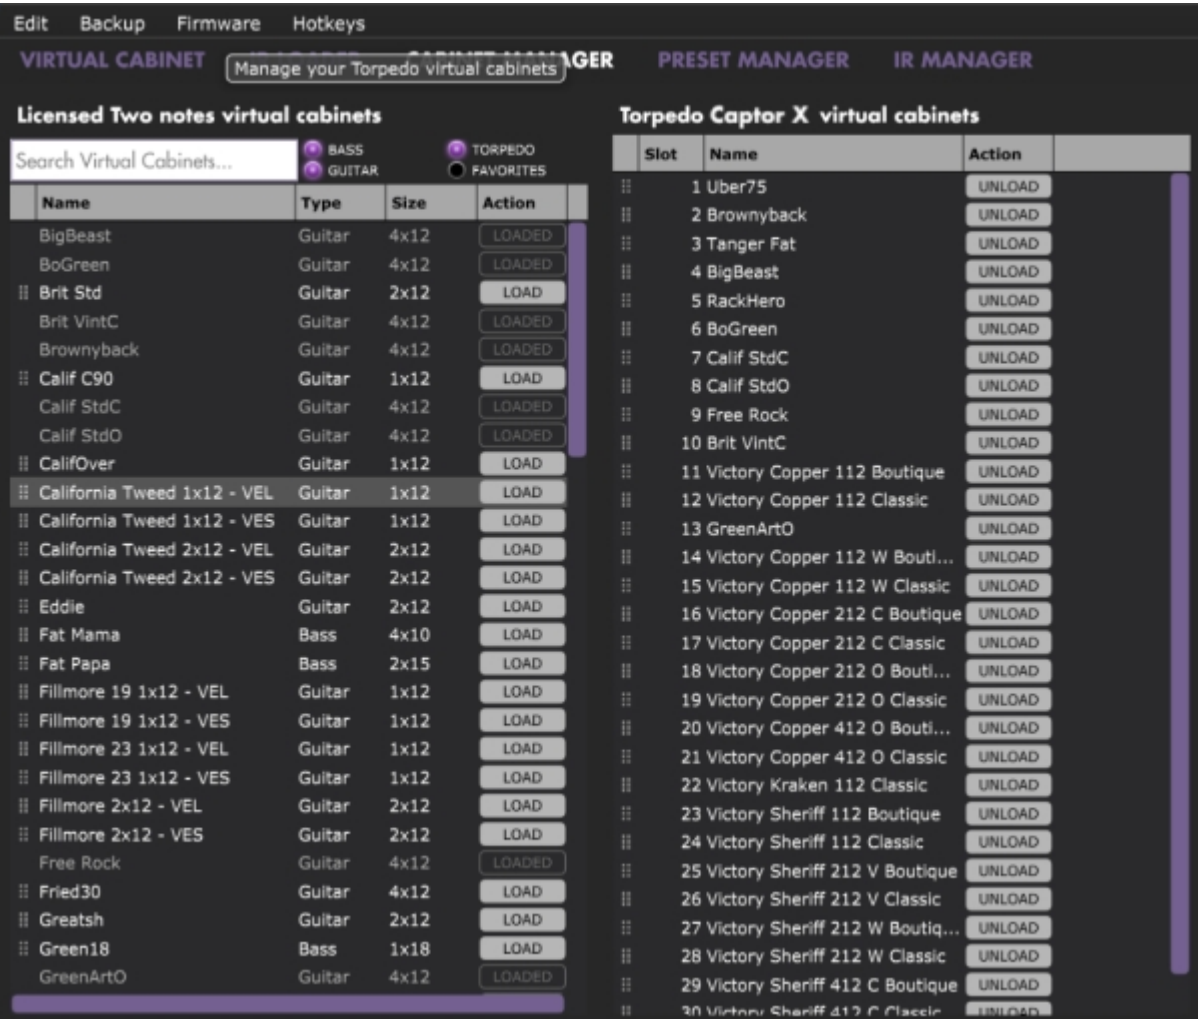 Edit Backup Firmware Hotkeys
VIRTUAL CABINET CABINET MANAGER PRESET MANAGER IR MANAGER
Manage your Torpedo virtual cabinets
Licensed Two notes virtual cabinets
Search Virtual Cabinets...
BASS TORPEDO
GUITAR FAVORITES
Name Type Size Action
BigBeast Guitar 4x12 LOADED
BoGreen Guitar 4x12 LOADED
Brit Std Guitar 2x12 LOAD
Brit VintC Guitar 4x12 LOADED
Brownyback Guitar 4x12 LOADED
Calif C90 Guitar 1x12 LOAD
Calif StdC Guitar 4x12 LOADED
Calif StdO Guitar 4x12 LOADED
CalifOver Guitar 1x12 LOAD
California Tweed 1x12 - VEL Guitar 1x12 LOAD
California Tweed 1x12 - VES Guitar 1x12 LOAD
California Tweed 2x12 - VEL Guitar 2x12 LOAD
California Tweed 2x12 - VES Guitar 2x12 LOAD
Eddie Guitar 2x12 LOAD
Fat Mama Bass 4x10 LOAD
Fat Papa Bass 2x15 LOAD
Fillmore 19 1x12 - VEL Guitar 1x12 LOAD
Fillmore 19 1x12 - VES Guitar 1x12 LOAD
Fillmore 23 1x12 - VEL Guitar 1x12 LOAD
Fillmore 23 1x12 - VES Guitar 1x12 LOAD
Fillmore 2x12 - VEL Guitar 2x12 LOAD
Fillmore 2x12 - VES Guitar 2x12 LOAD
Free Rock Guitar 4x12 LOADED
Fried30 Guitar 4x12 LOAD
Greatsh Guitar 2x12 LOAD
Green18 Bass 1x18 LOAD
GreenArtO Guitar 4x12 LOADED
Torpedo Captor X virtual cabinets
Slot Name Action
1 Uber75 UNLOAD
2 Brownyback UNLOAD
3 Tanger Fat UNLOAD
4 BigBeast UNLOAD
5 RackHero UNLOAD
6 BoGreen UNLOAD
7 Calif StdC UNLOAD
8 Calif StdO UNLOAD
9 Free Rock UNLOAD
10 Brit VintC UNLOAD
11 Victory Copper 112 Boutique UNLOAD
12 Victory Copper 112 Classic UNLOAD
13 GreenArtO UNLOAD
14 Victory Copper 112 W Bouti... UNLOAD
15 Victory Copper 112 W Classic UNLOAD
16 Victory Copper 212 C Boutique UNLOAD
17 Victory Copper 212 C Classic UNLOAD
18 Victory Copper 212 O Bouti... UNLOAD
19 Victory Copper 212 O Classic UNLOAD
20 Victory Copper 412 O Bouti... UNLOAD
21 Victory Copper 412 O Classic UNLOAD
22 Victory Kraken 112 Classic UNLOAD
23 Victory Sheriff 112 Boutique UNLOAD
24 Victory Sheriff 112 Classic UNLOAD
25 Victory Sheriff 212 V Boutique UNLOAD
26 Victory Sheriff 212 V Classic UNLOAD
27 Victory Sheriff 212 W Boutiq... UNLOAD
28 Victory Sheriff 212 W Classic UNLOAD
29 Victory Sheriff 412 C Boutique UNLOAD
30 Victory Sheriff 412 C Classic UNLOAD